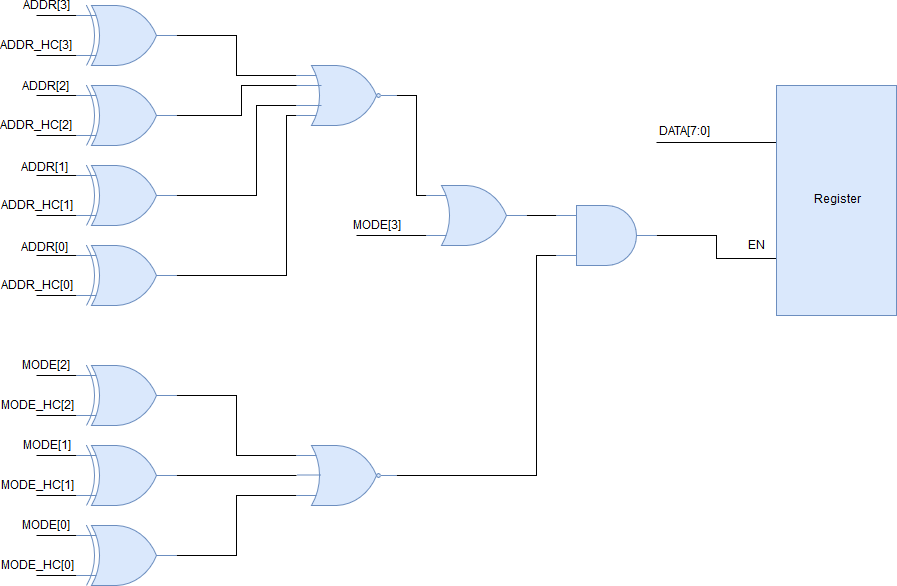 ADDR[3]
ADDR_HC[3]
ADDR[2]
ADDR_HC[2]
DATA[7:0]
ADDR[1]
Register
ADDR_HC[1]
MODE[3]
ADDR[0]
EN
ADDR_HC[0]
MODE[2]
MODE_HC[2]
MODE[1]
MODE_HC[1]
MODE[0]
MODE_HC[0]